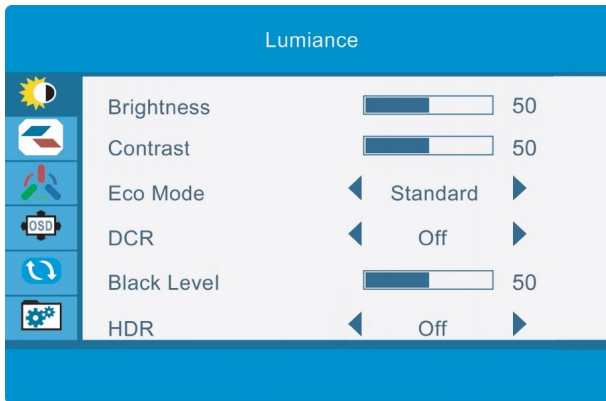 Lumiance
Brightness 50
Contrast 50
Eco Mode Standard
OSD
DCR Off
Black Level 50
HDR Off